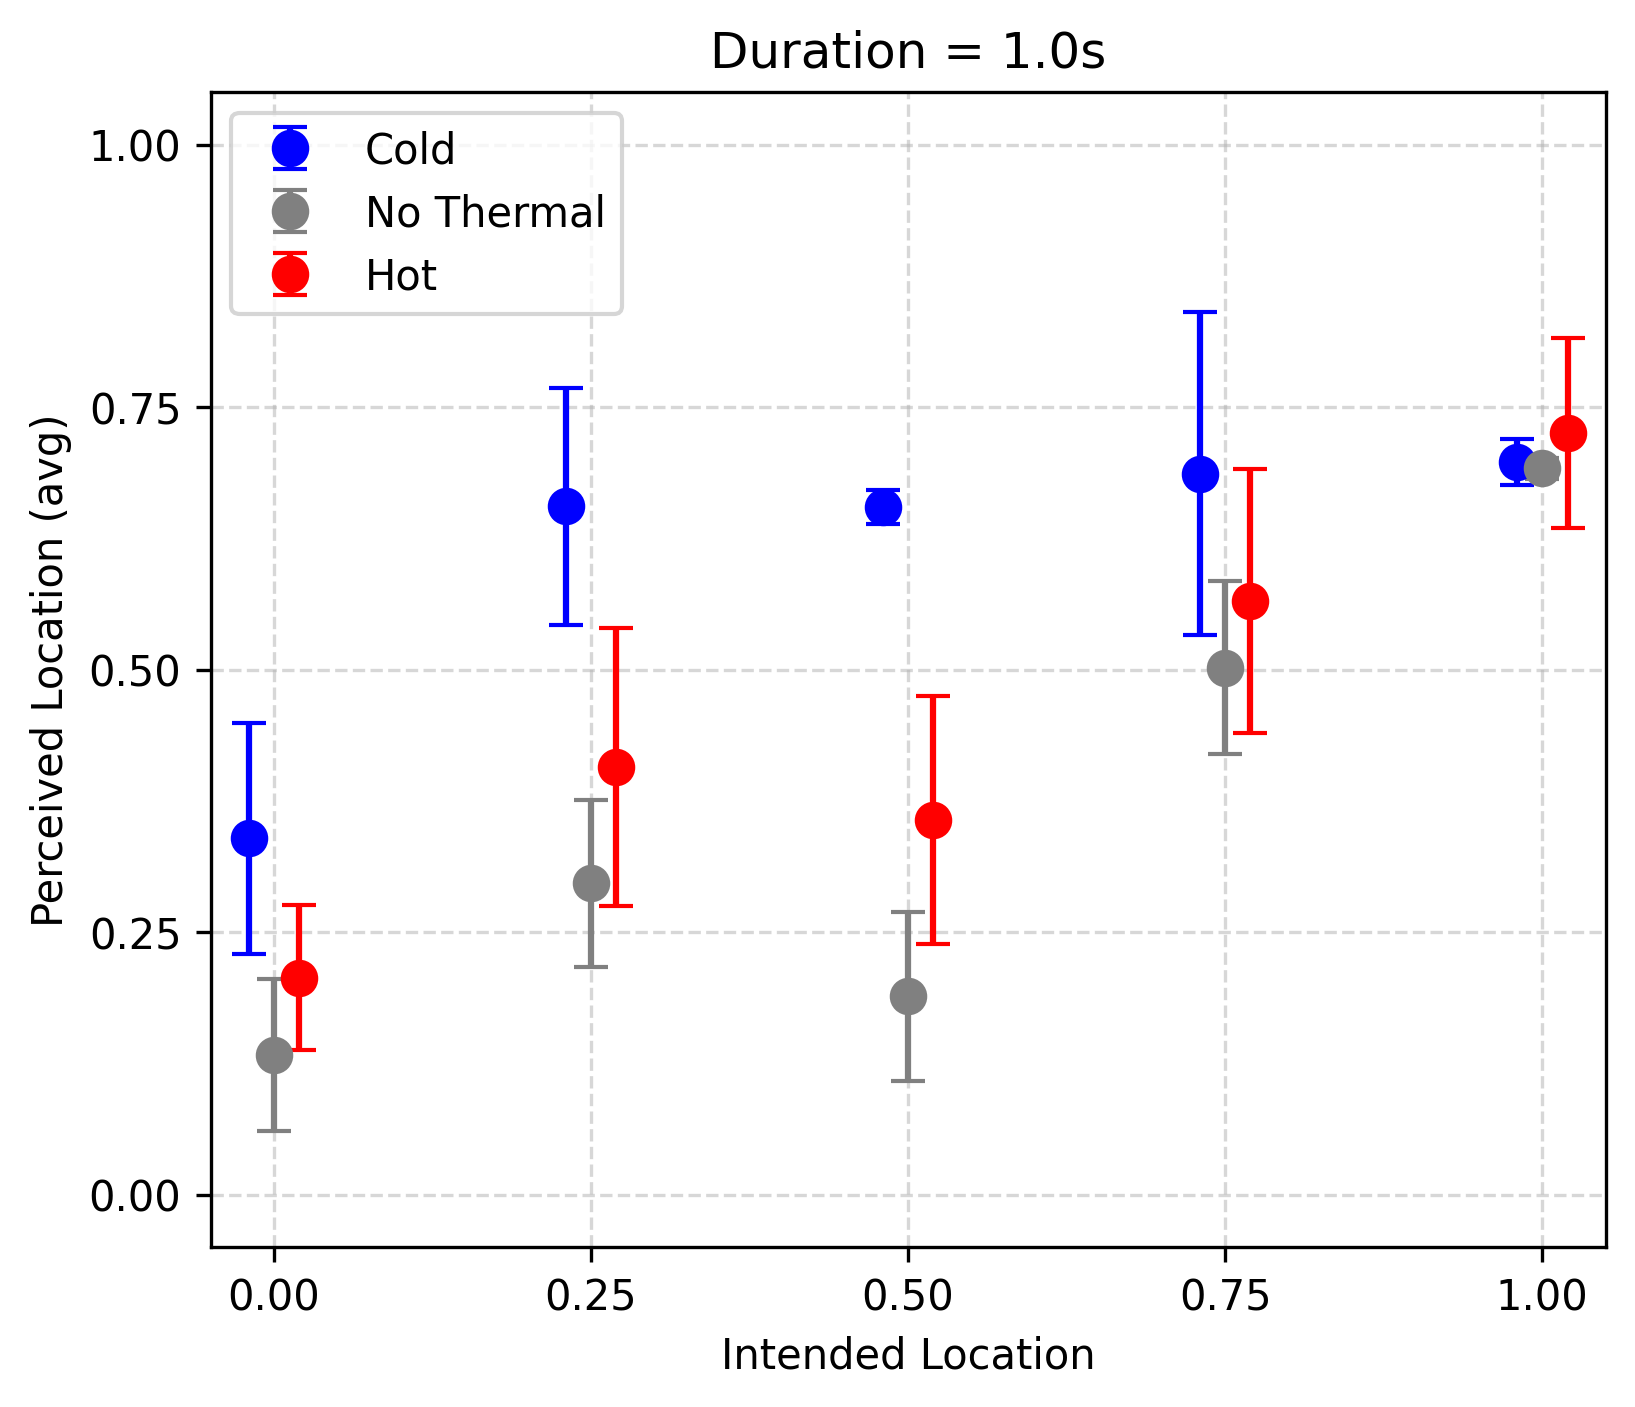 Duration = 1.0s
Cold
No Thermal
Hot
1.00
0.75
0.50
0.25
0.00
Perceived Location (avg)
0.00 0.25 0.50 0.75 1.00
Intended Location